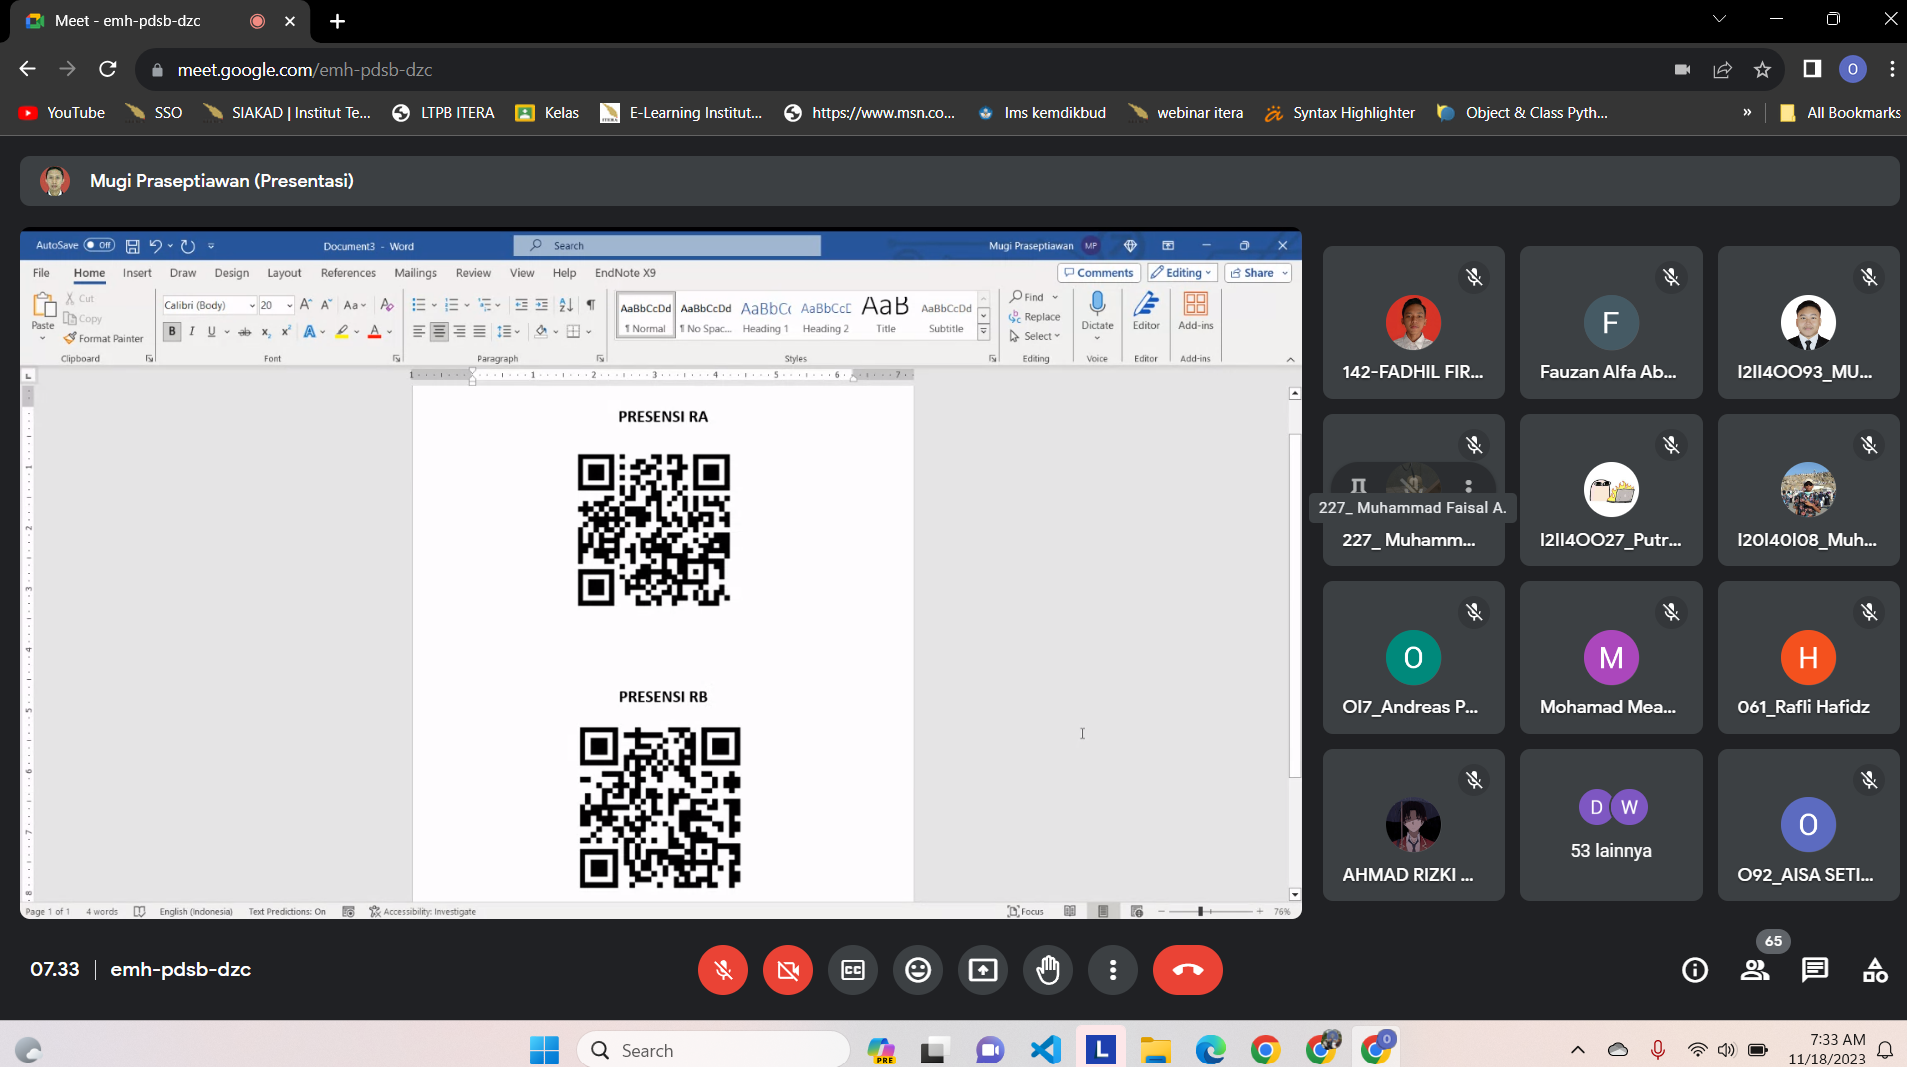 Meet - emh-pdsb-dzc
meet.google.com/emh-pdsb-dzc
O
YouTube
SSO
SIAKAD | Institut Te...
LTPB ITERA
Kelas
E-Learning Institut...
https://www.msn.co...
lms kemdikbud
webinar itera
Syntax Highlighter
Object & Class Pyth...
»
All Bookmarks
Mugi Praseptiawan (Presentasi)
AutoSave Off
Document3 - Word
Search
Mugi Praseptiawan MP
File Home Insert Draw Design Layout References Mailings Review View Help EndNote X9
Comments Editing Share
Paste
Cut
Copy
Format Painter
Clipboard
Calibri (Body) 20
Font
Paragraph
AaBbCcDd ¶ Normal
AaBbCcDd ¶ No Spac...
AaBbCc Heading 1
AaBbCcE Heading 2
AaB Title
AaBbCcDd Subtitle
Styles
Find
Replace
Select
Editing
Dictate
Voice
Editor
Editor
Add-ins
Add-ins
PRESENSI RA
PRESENSI RB
Page 1 of 1 4 words English (Indonesia) Text Predictions: On Accessibility: Investigate
Focus 76%
142-FADHIL FIR...
F
Fauzan Alfa Ab...
I2II4OO93_MU...
227_ Muhammad Faisal A.
227_ Muhamm...
I2II4OO27_Putr...
I20I40I08_Muh...
O
OI7_Andreas P...
M
Mohamad Mea...
H
061_Rafli Hafidz
AHMAD RIZKI ...
D W
53 lainnya
O
O92_AISA SETI...
07.33 | emh-pdsb-dzc
65
Search
PRE
L
7:33 AM
11/18/2023